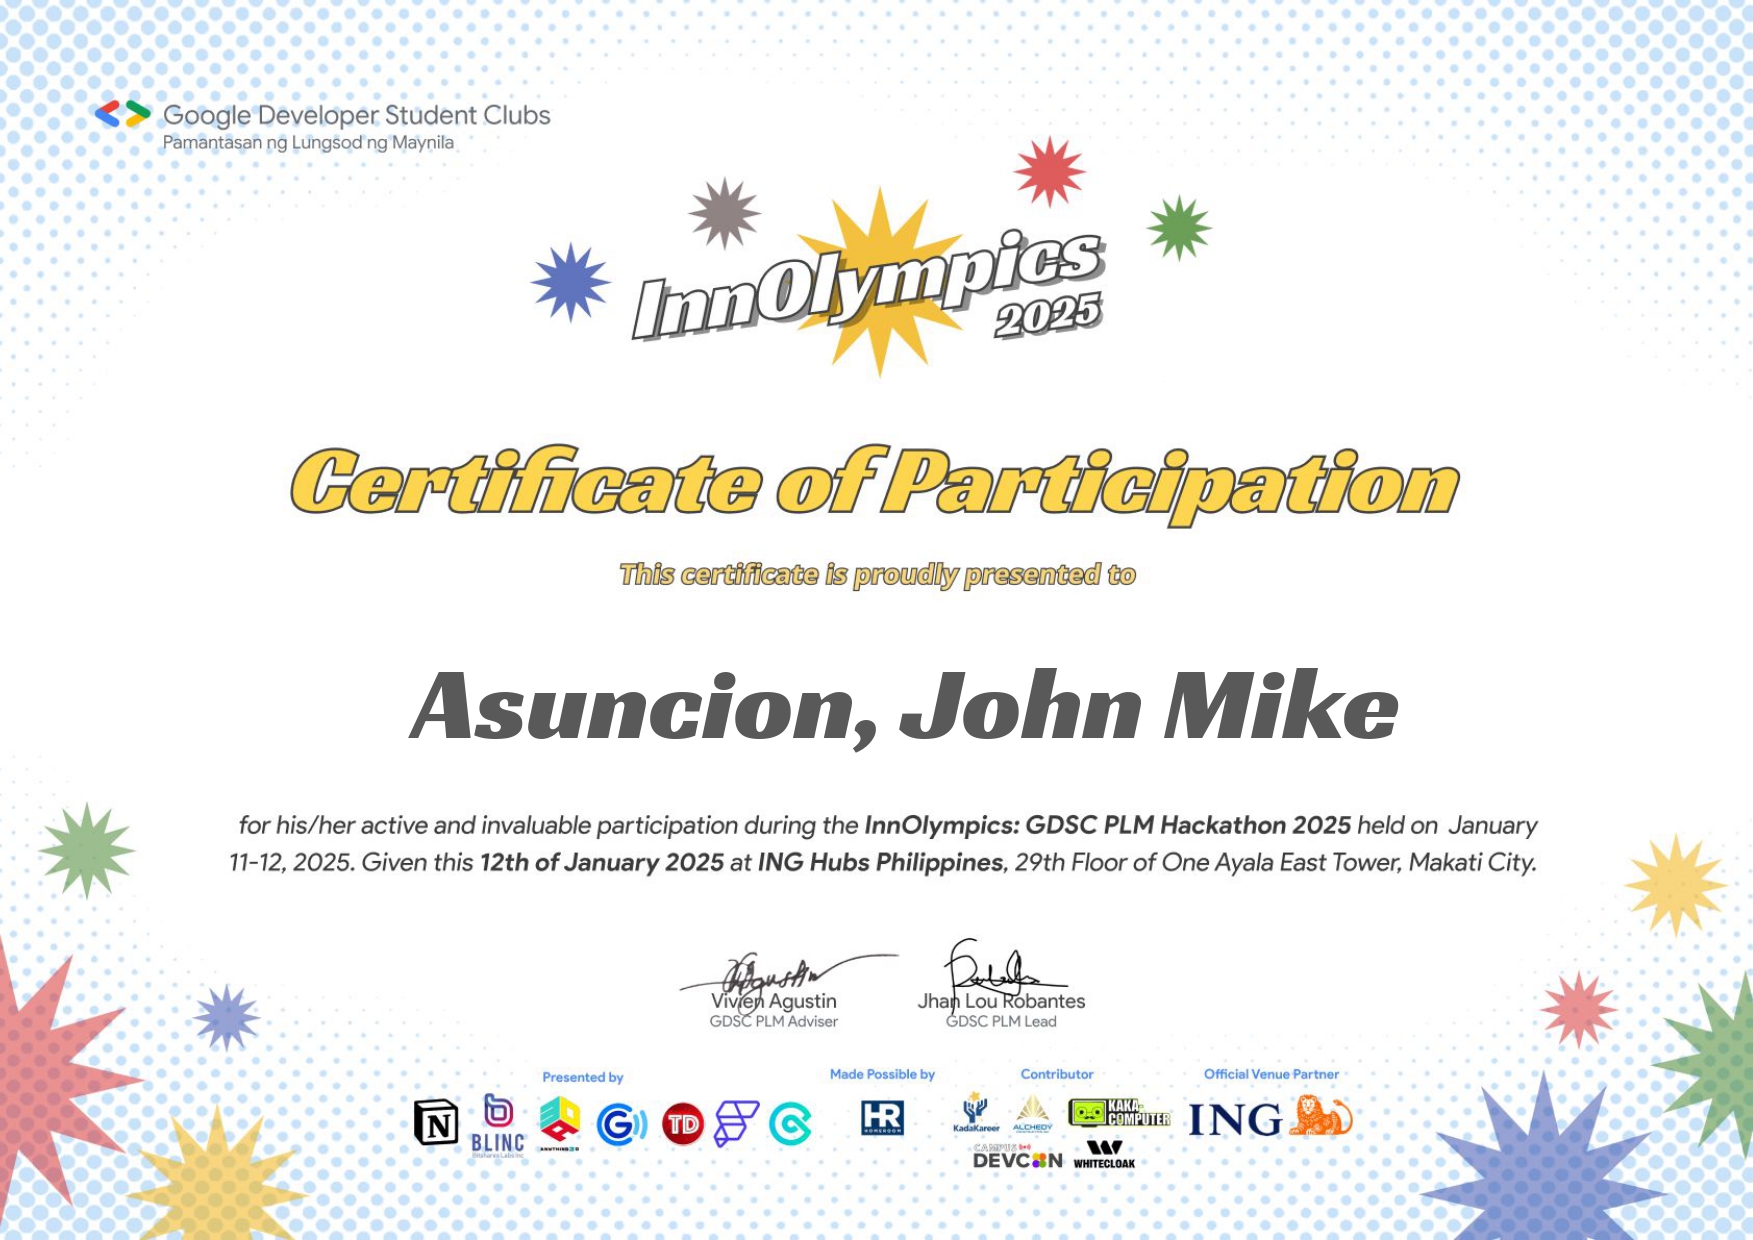 Google Developer Student Clubs
Pamantasan ng Lungsod ng Maynila
InnOlympics
2025
Certificate of Participation
This certificate is proudly presented to
Asuncion, John Mike
for his/her active and invaluable participation during the InnOlympics: GDSC PLM Hackathon 2025 held on January
11-12, 2025. Given this 12th of January 2025 at ING Hubs Philippines, 29th Floor of One Ayala East Tower, Makati City.
Vivien Agustin
GDSC PLM Adviser
Jhan Lou Robantes
GDSC PLM Lead
Presented by
N
BLINC
TD
Made Possible by
HR
HOMEROOM
Contributor
KadaKareer
ALCHEDY
KAKA-
COMPUTER
CAMPUS
DEVCON
WHITECLOAK
Official Venue Partner
ING